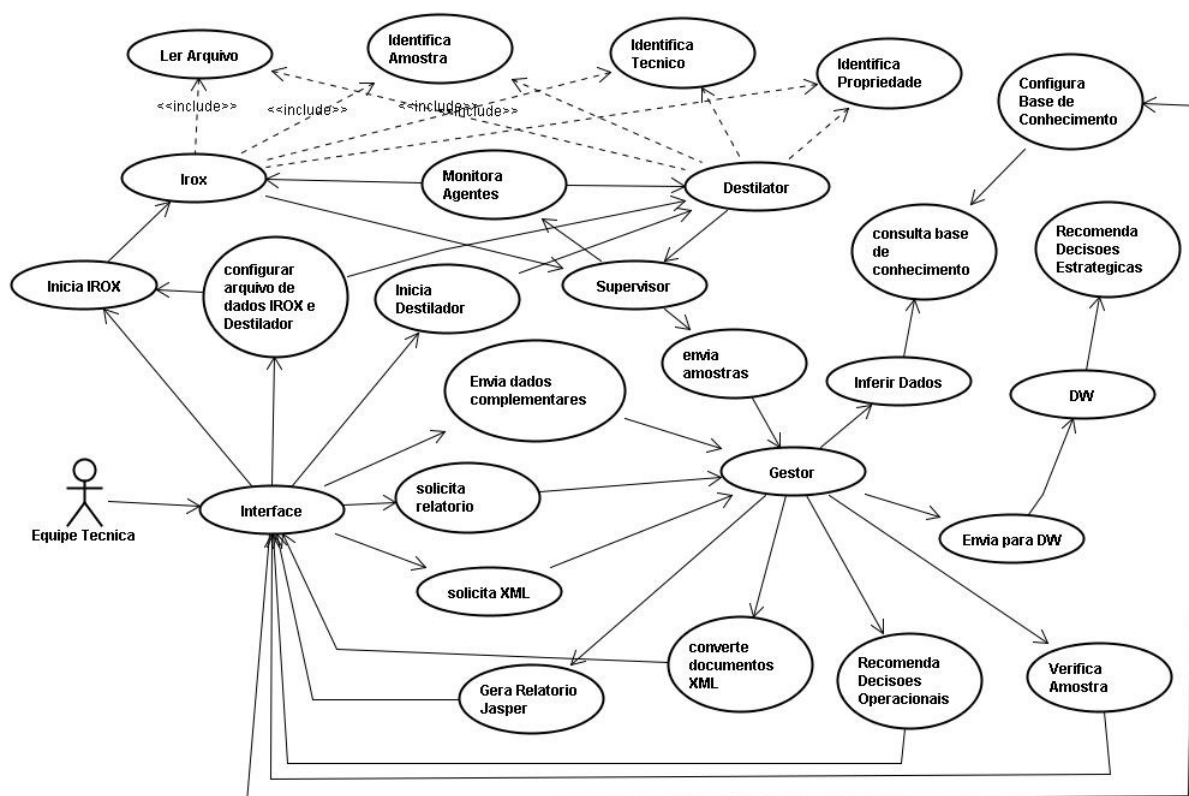 Ler Arquivo
Identifica
Amostra
Identifica
Tecnico
Identifica
Propriedade
Configura
Base de
Conhecimento
<<include>>
<<include>>
<<include>>
<<include>>
Irox
Monitora
Agentes
Destilator
consulta base
de
conhecimento
Recomenda
Decisoes
Estrategicas
Inicia IROX
configurar
arquivo de
dados IROX e
Destilador
Inicia
Destilador
Supervisor
envia
amostras
Envia dados
complementares
Inferir Dados
DW
Gestor
Equipe Tecnica
Interface
solicita
relatorio
Envia para DW
solicita XML
Gera Relatorio
Jasper
converte
documentos
XML
Recomenda
Decisoes
Operacionais
Verifica
Amostra